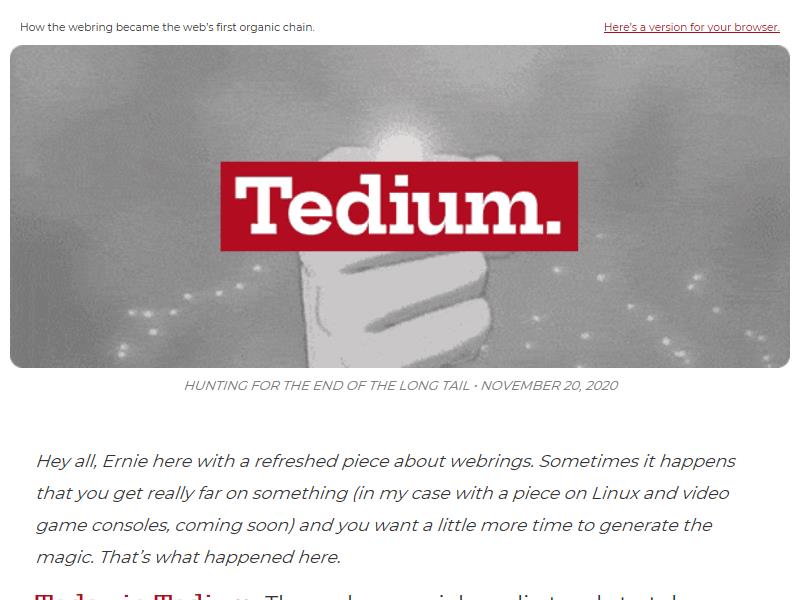 How the webring became the web's first organic chain.
Here's a version for your browser.
Tedium.
HUNTING FOR THE END OF THE LONG TAIL • NOVEMBER 20, 2020
Hey all, Ernie here with a refreshed piece about webrings. Sometimes it happens
that you get really far on something (in my case with a piece on Linux and video
game consoles, coming soon) and you want a little more time to generate the
magic. That's what happened here.